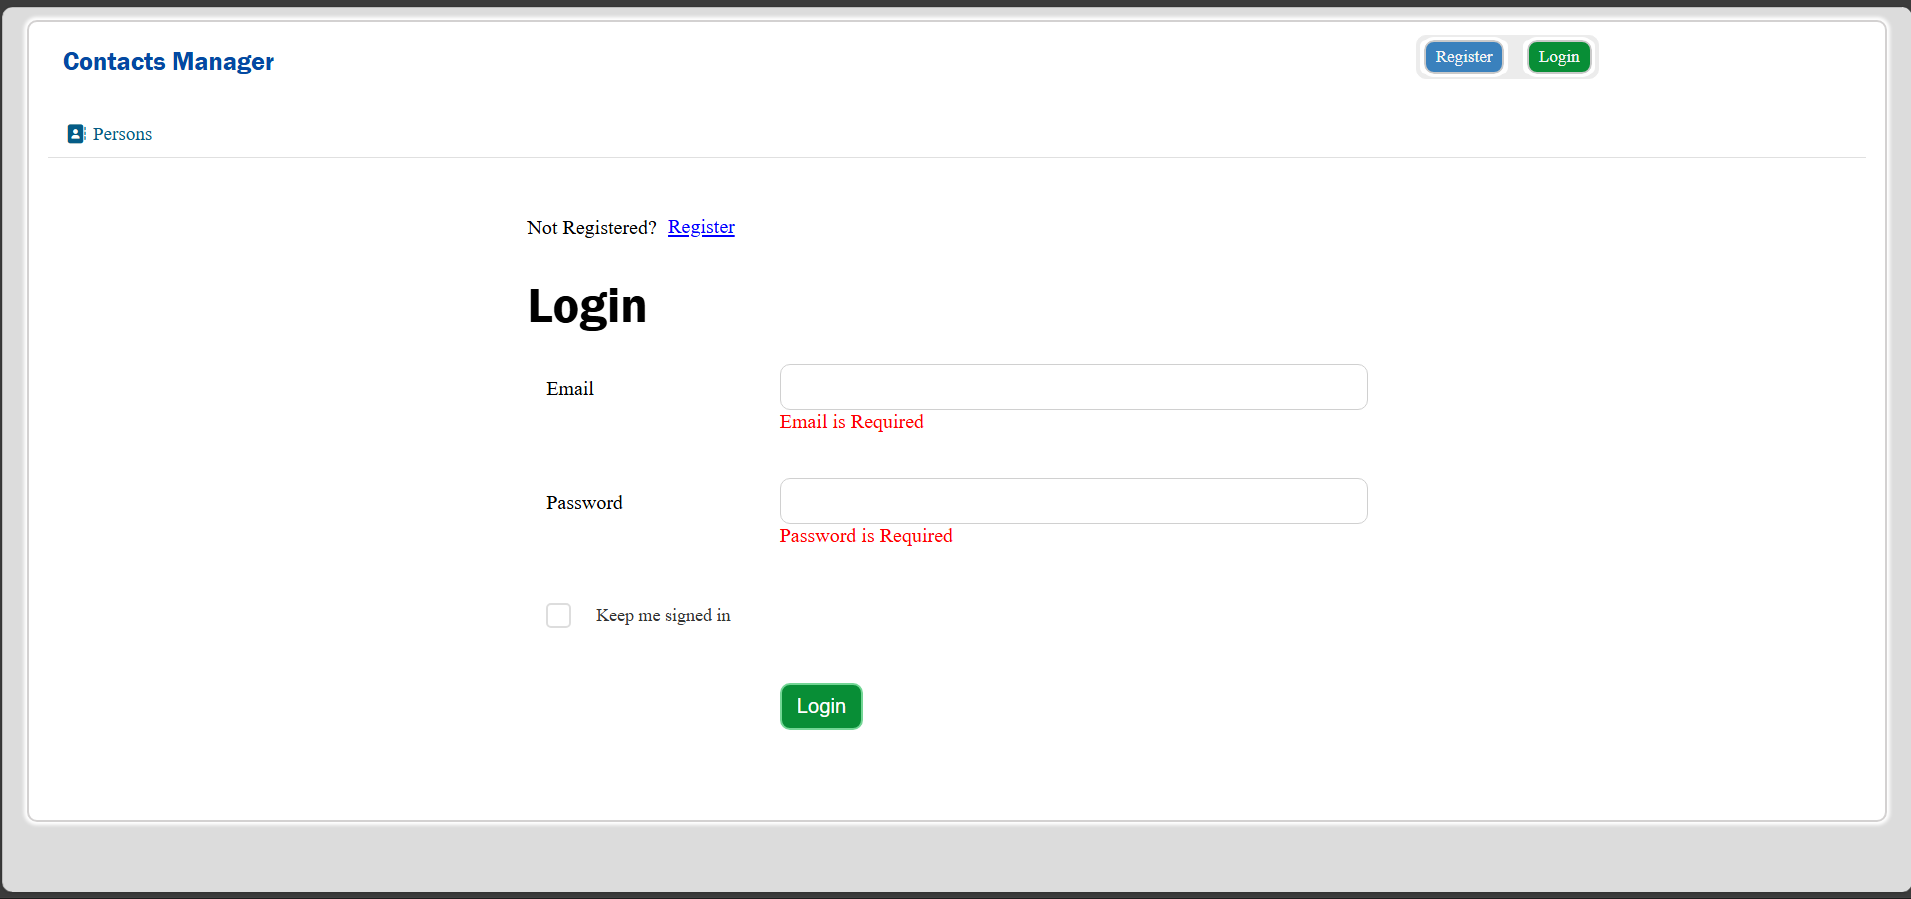 Contacts Manager
Register
Login
Persons
Not Registered? Register
Login
Email
Email is Required
Password
Password is Required
Keep me signed in
Login